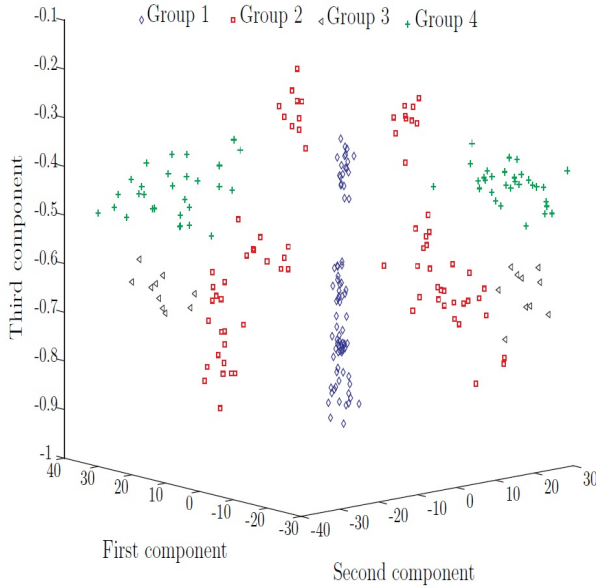 Group 1 Group 2 Group 3 Group 4
-0.1
-0.2
-0.3
-0.4
-0.5
-0.6
-0.7
-0.8
-0.9
-1
Third component
40 30 20 10 0 -10 -20 -30
First component
-40 -30 -20 -10 0 10 20 30
Second component